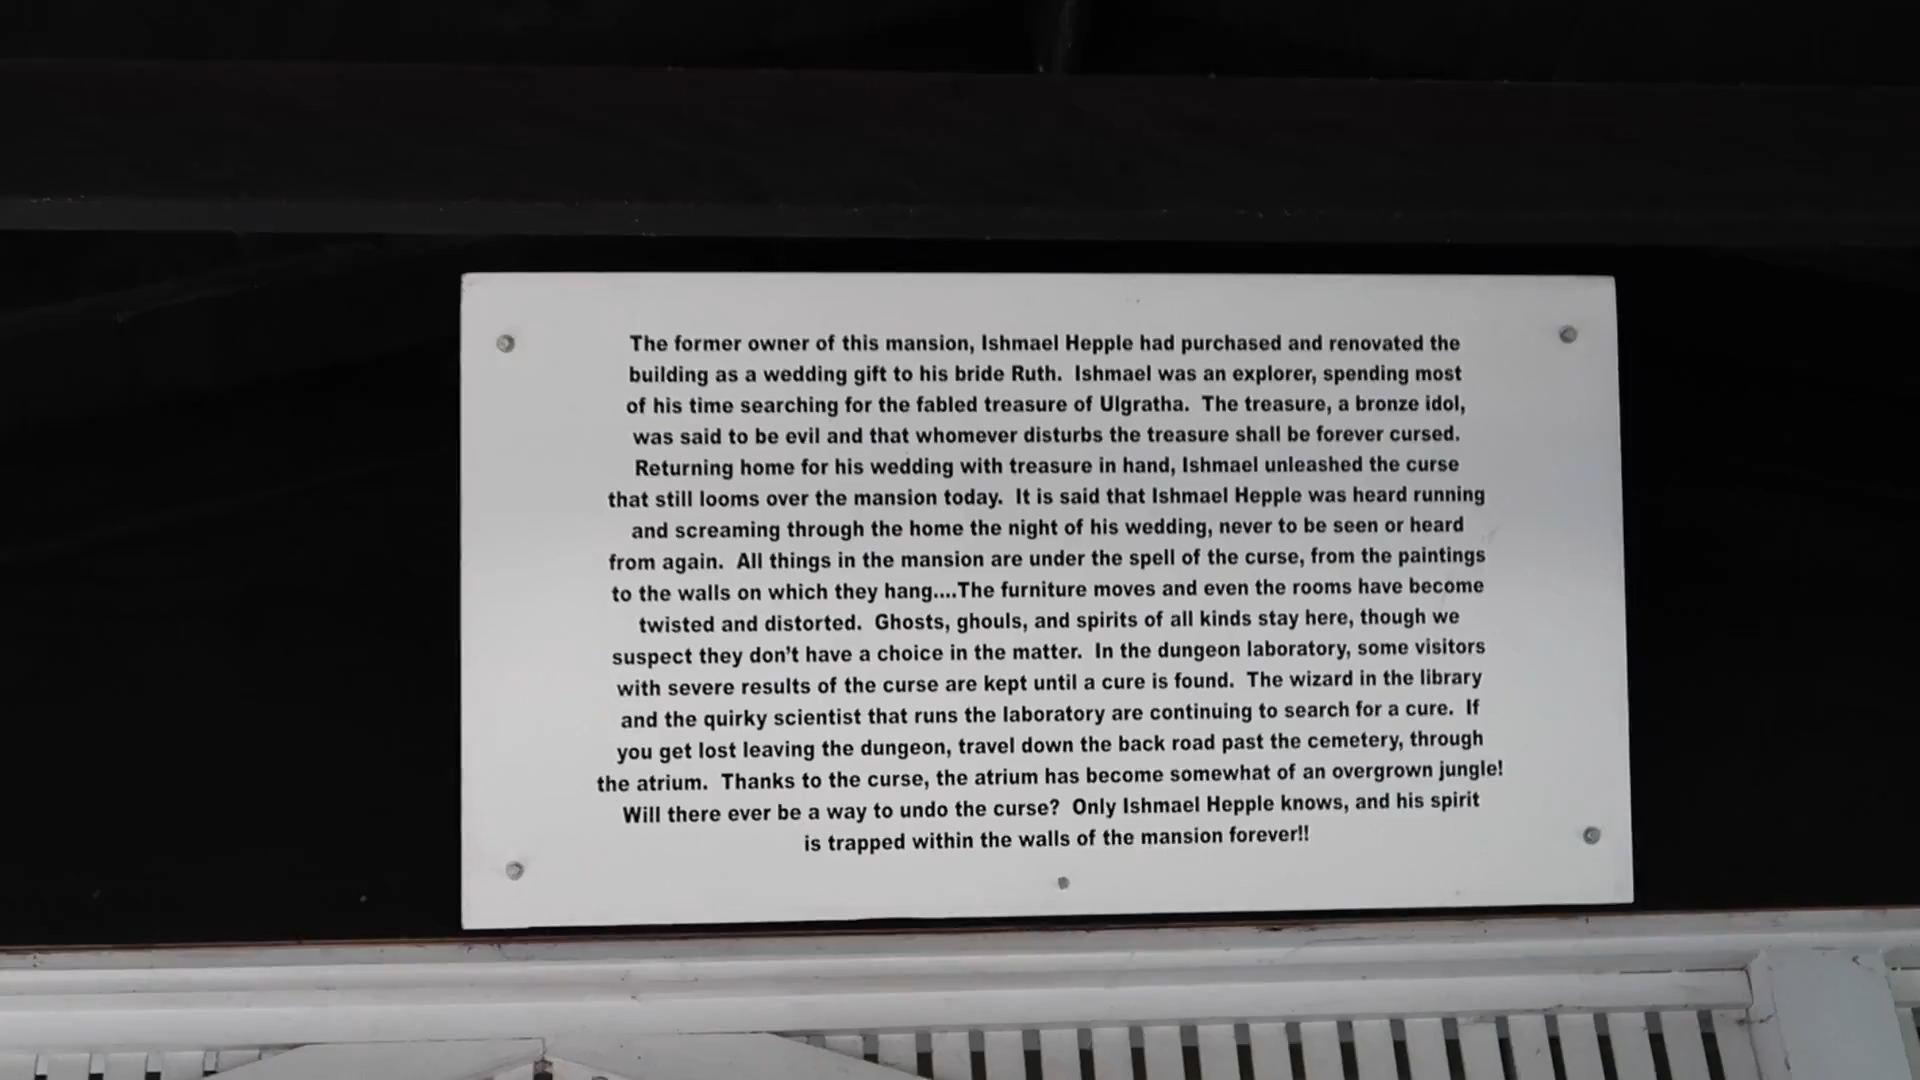 The former owner of this mansion, Ishmael Hepple had purchased and renovated the
building as a wedding gift to his bride Ruth.  Ishmael was an explorer, spending most
of his time searching for the fabled treasure of Ulgratha.  The treasure, a bronze idol,
was said to be evil and that whomever disturbs the treasure shall be forever cursed.
Returning home for his wedding with treasure in hand, Ishmael unleashed the curse
that still looms over the mansion today.  It is said that Ishmael Hepple was heard running
and screaming through the home the night of his wedding, never to be seen or heard
from again.  All things in the mansion are under the spell of the curse, from the paintings
to the walls on which they hang....The furniture moves and even the rooms have become
twisted and distorted.  Ghosts, ghouls, and spirits of all kinds stay here, though we
suspect they don't have a choice in the matter.  In the dungeon laboratory, some visitors
with severe results of the curse are kept until a cure is found.  The wizard in the library
and the quirky scientist that runs the laboratory are continuing to search for a cure.  If
you get lost leaving the dungeon, travel down the back road past the cemetery, through
the atrium.  Thanks to the curse, the atrium has become somewhat of an overgrown jungle!
Will there ever be a way to undo the curse?  Only Ishmael Hepple knows, and his spirit
is trapped within the walls of the mansion forever!!